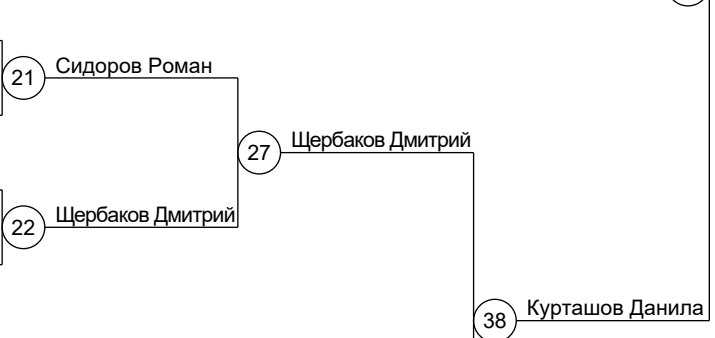 21 Сидоров Роман
27 Щербаков Дмитрий
22 Щербаков Дмитрий
38 Курташов Данила